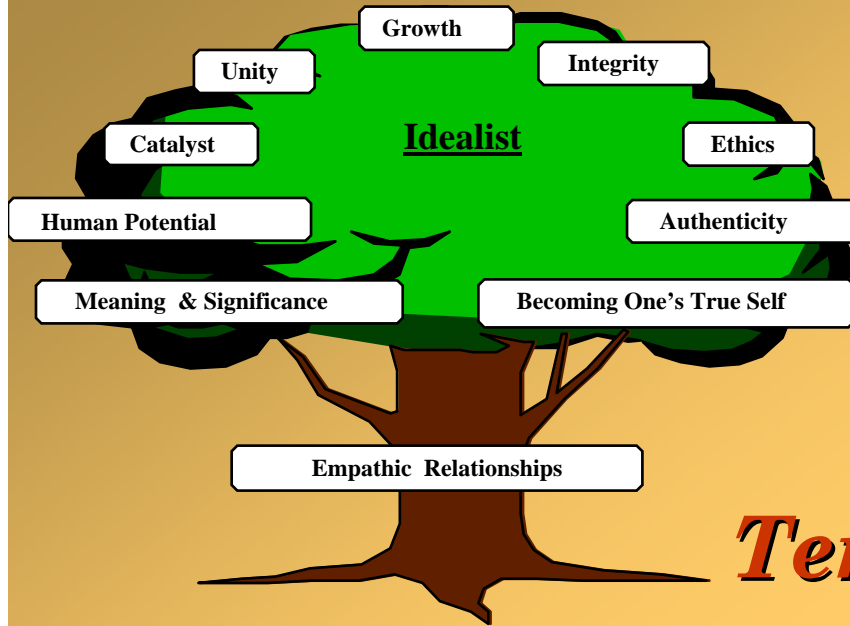 Growth
Unity
Integrity
Catalyst
Idealist
Ethics
Human Potential
Authenticity
Meaning & Significance
Becoming One's True Self
Empathic Relationships